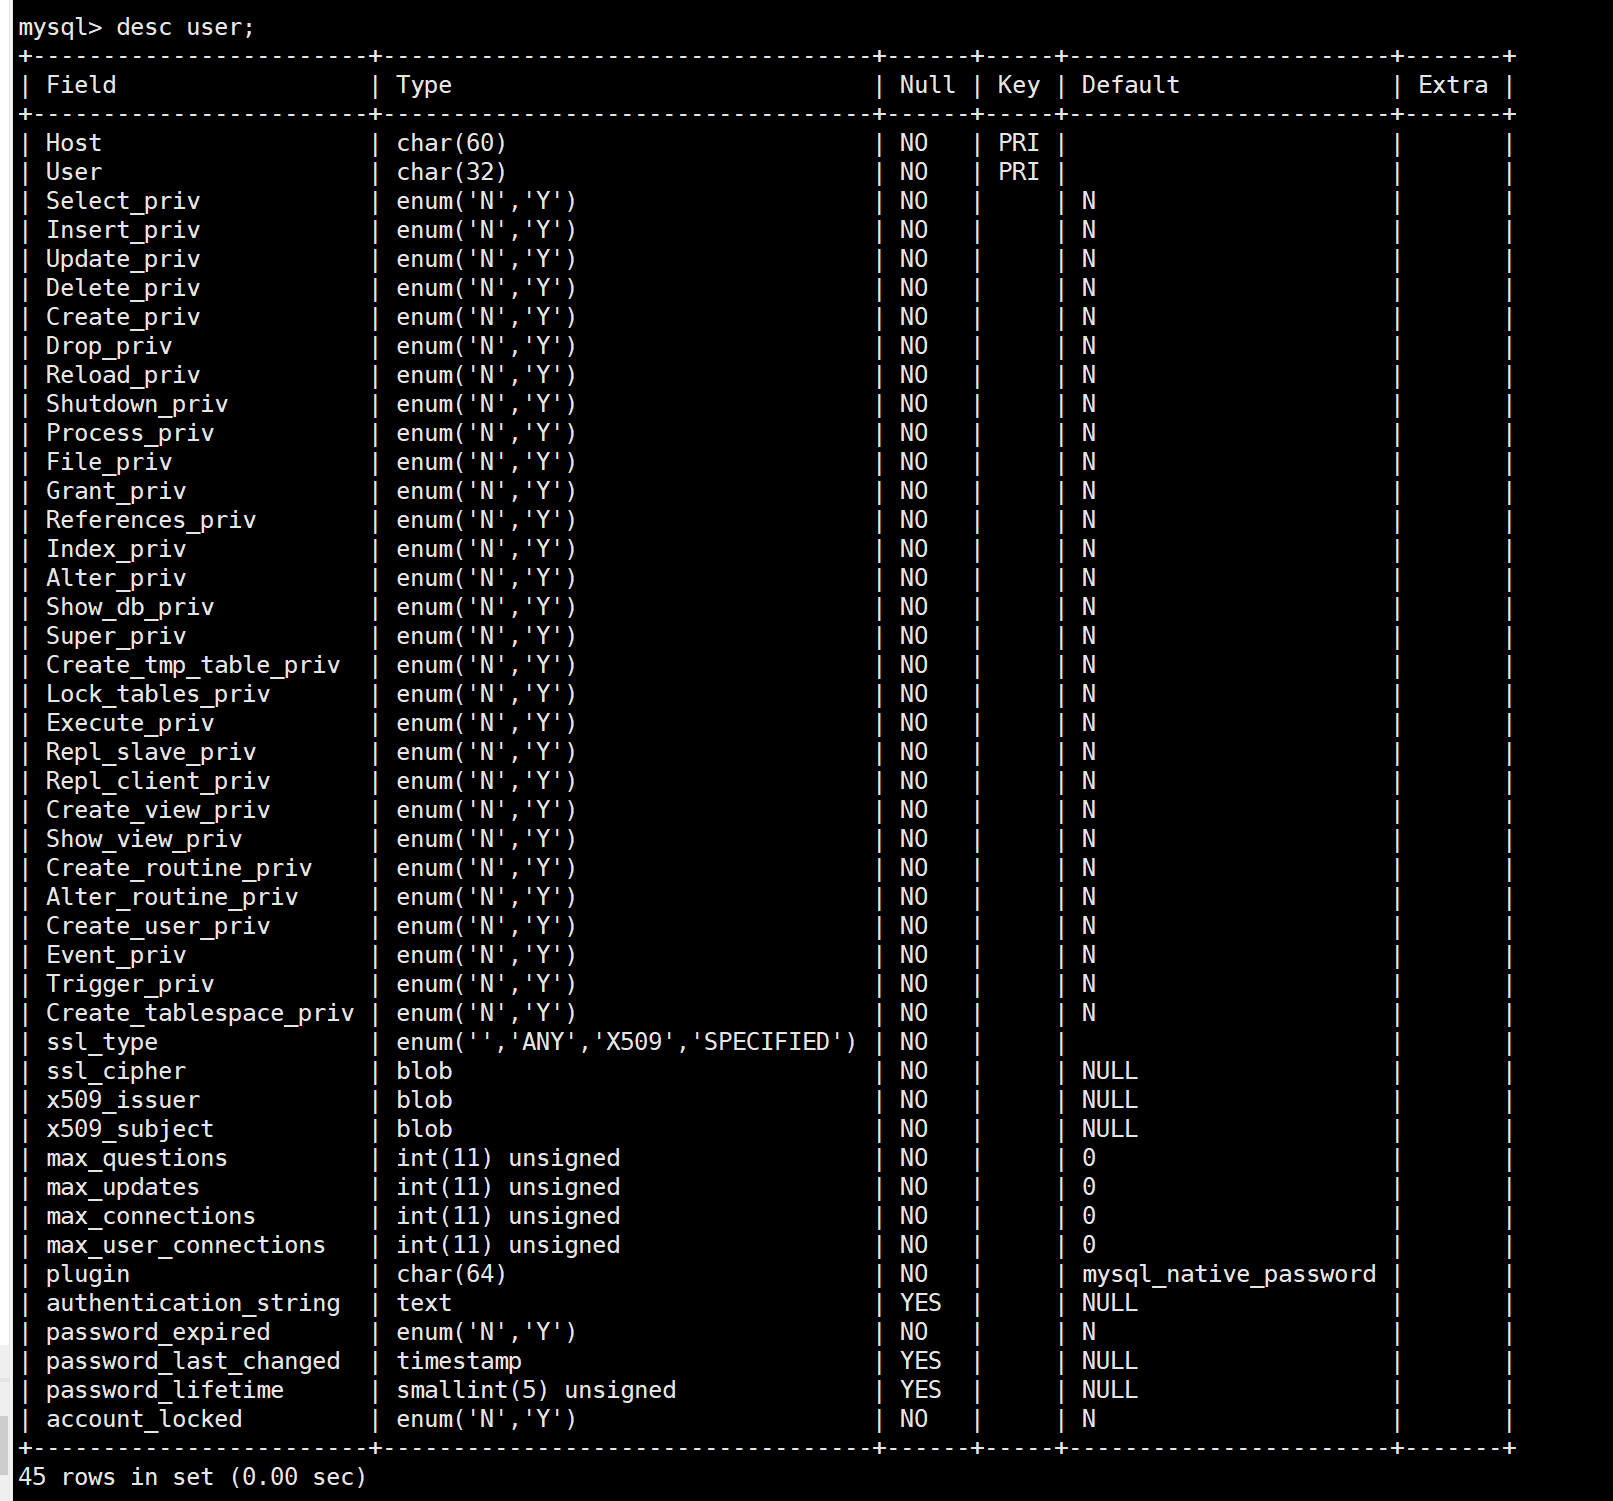 mysql> desc user;
+------------------------+-----------------------------------+------+-----+-----------------------+-------+
| Field                  | Type                              | Null | Key | Default               | Extra |
+------------------------+-----------------------------------+------+-----+-----------------------+-------+
| Host                   | char(60)                          | NO   | PRI |                       |       |
| User                   | char(32)                          | NO   | PRI |                       |       |
| Select_priv            | enum('N','Y')                     | NO   |     | N                     |       |
| Insert_priv            | enum('N','Y')                     | NO   |     | N                     |       |
| Update_priv            | enum('N','Y')                     | NO   |     | N                     |       |
| Delete_priv            | enum('N','Y')                     | NO   |     | N                     |       |
| Create_priv            | enum('N','Y')                     | NO   |     | N                     |       |
| Drop_priv              | enum('N','Y')                     | NO   |     | N                     |       |
| Reload_priv            | enum('N','Y')                     | NO   |     | N                     |       |
| Shutdown_priv          | enum('N','Y')                     | NO   |     | N                     |       |
| Process_priv           | enum('N','Y')                     | NO   |     | N                     |       |
| File_priv              | enum('N','Y')                     | NO   |     | N                     |       |
| Grant_priv             | enum('N','Y')                     | NO   |     | N                     |       |
| References_priv        | enum('N','Y')                     | NO   |     | N                     |       |
| Index_priv             | enum('N','Y')                     | NO   |     | N                     |       |
| Alter_priv             | enum('N','Y')                     | NO   |     | N                     |       |
| Show_db_priv           | enum('N','Y')                     | NO   |     | N                     |       |
| Super_priv             | enum('N','Y')                     | NO   |     | N                     |       |
| Create_tmp_table_priv  | enum('N','Y')                     | NO   |     | N                     |       |
| Lock_tables_priv       | enum('N','Y')                     | NO   |     | N                     |       |
| Execute_priv           | enum('N','Y')                     | NO   |     | N                     |       |
| Repl_slave_priv        | enum('N','Y')                     | NO   |     | N                     |       |
| Repl_client_priv       | enum('N','Y')                     | NO   |     | N                     |       |
| Create_view_priv       | enum('N','Y')                     | NO   |     | N                     |       |
| Show_view_priv         | enum('N','Y')                     | NO   |     | N                     |       |
| Create_routine_priv    | enum('N','Y')                     | NO   |     | N                     |       |
| Alter_routine_priv     | enum('N','Y')                     | NO   |     | N                     |       |
| Create_user_priv       | enum('N','Y')                     | NO   |     | N                     |       |
| Event_priv             | enum('N','Y')                     | NO   |     | N                     |       |
| Trigger_priv           | enum('N','Y')                     | NO   |     | N                     |       |
| Create_tablespace_priv | enum('N','Y')                     | NO   |     | N                     |       |
| ssl_type               | enum('','ANY','X509','SPECIFIED') | NO   |     |                       |       |
| ssl_cipher             | blob                              | NO   |     | NULL                  |       |
| x509_issuer            | blob                              | NO   |     | NULL                  |       |
| x509_subject           | blob                              | NO   |     | NULL                  |       |
| max_questions          | int(11) unsigned                  | NO   |     | 0                     |       |
| max_updates            | int(11) unsigned                  | NO   |     | 0                     |       |
| max_connections        | int(11) unsigned                  | NO   |     | 0                     |       |
| max_user_connections   | int(11) unsigned                  | NO   |     | 0                     |       |
| plugin                 | char(64)                          | NO   |     | mysql_native_password |       |
| authentication_string  | text                              | YES  |     | NULL                  |       |
| password_expired       | enum('N','Y')                     | NO   |     | N                     |       |
| password_last_changed  | timestamp                         | YES  |     | NULL                  |       |
| password_lifetime      | smallint(5) unsigned              | YES  |     | NULL                  |       |
| account_locked         | enum('N','Y')                     | NO   |     | N                     |       |
+------------------------+-----------------------------------+------+-----+-----------------------+-------+
45 rows in set (0.00 sec)